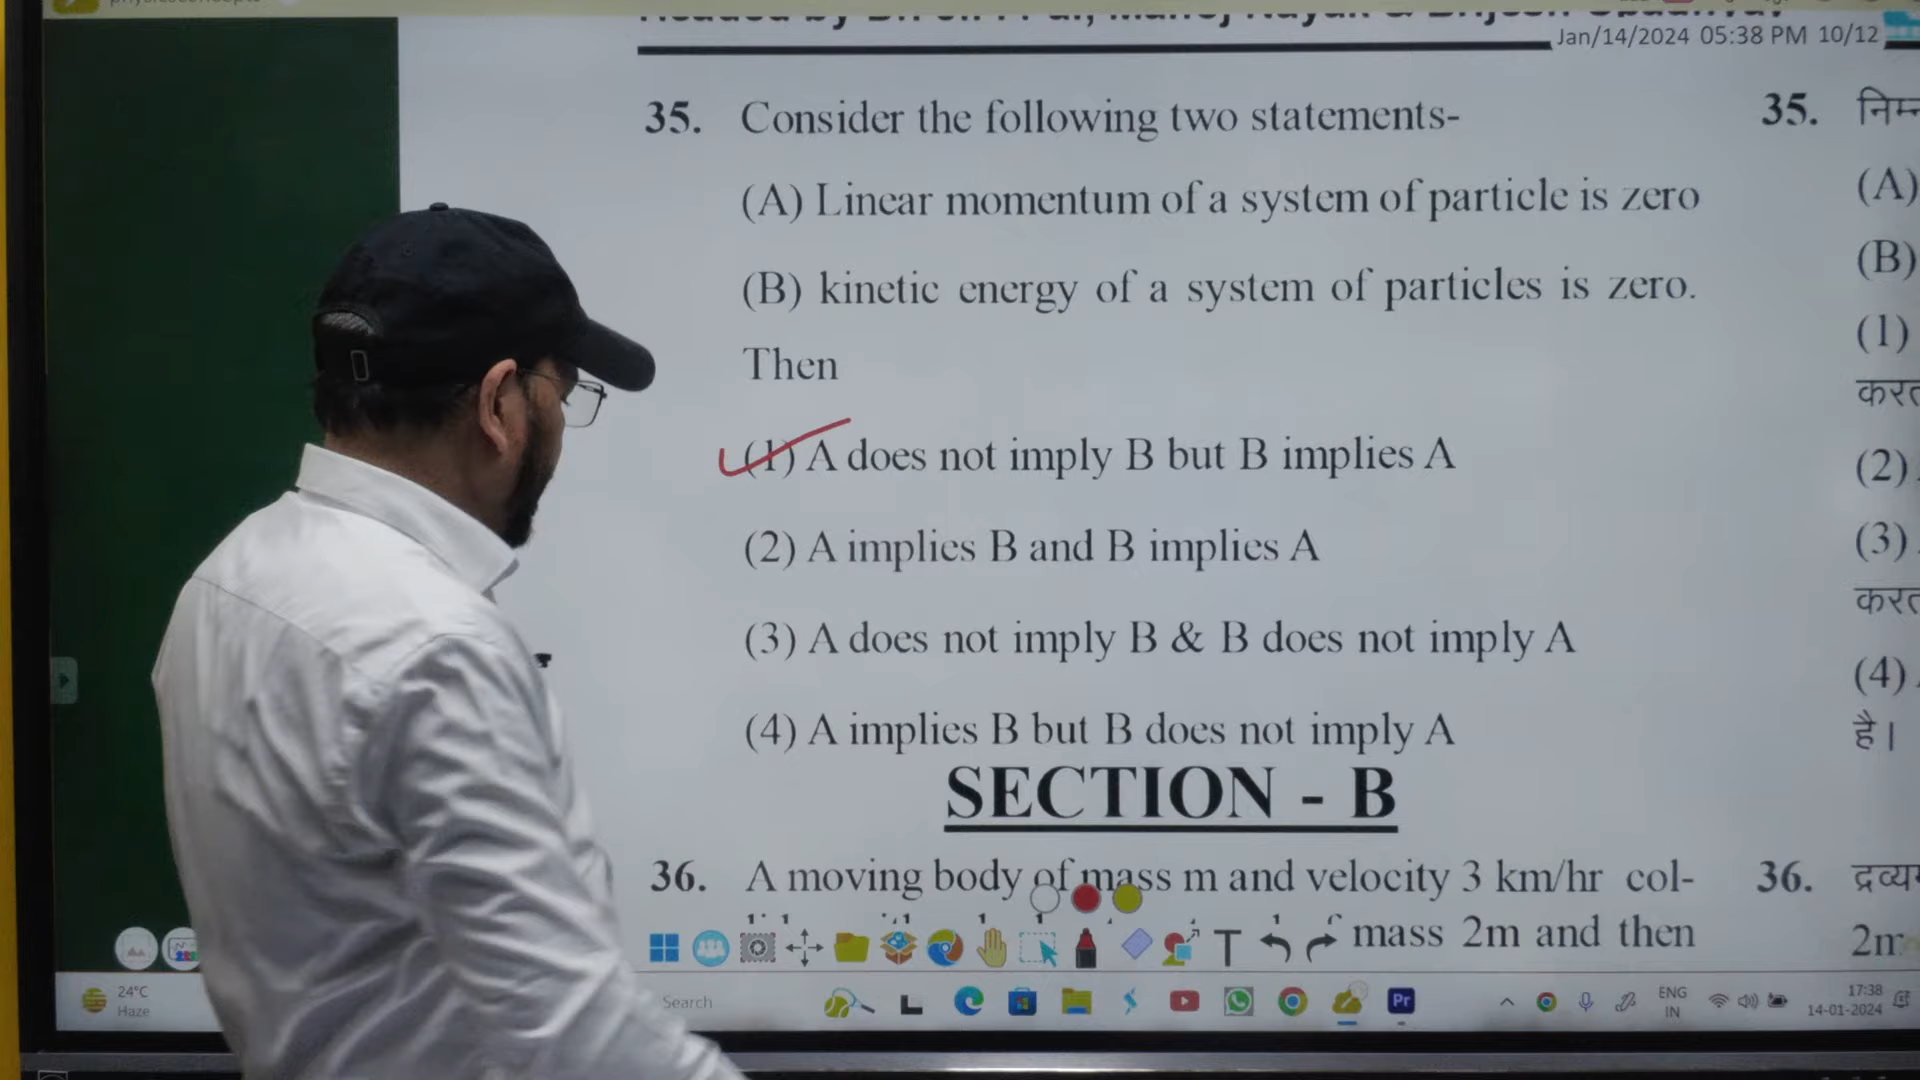 Jan/14/2024 05:38 PM 10/12
35. Consider the following two statements-
(A) Linear momentum of a system of particle is zero
(B) kinetic energy of a system of particles is zero.
Then
(1) A does not imply B but B implies A
(2) A implies B and B implies A
(3) A does not imply B & B does not imply A
(4) A implies B but B does not imply A
SECTION - B
36. A moving body of mass m and velocity 3 km/hr col-
mass 2m and then
35.
(A)
(B)
(1)
(2)
(3)
(4)
है।
36.
T
24°C
Haze
Search
Pr
ENG
IN
17:38
14-01-2024